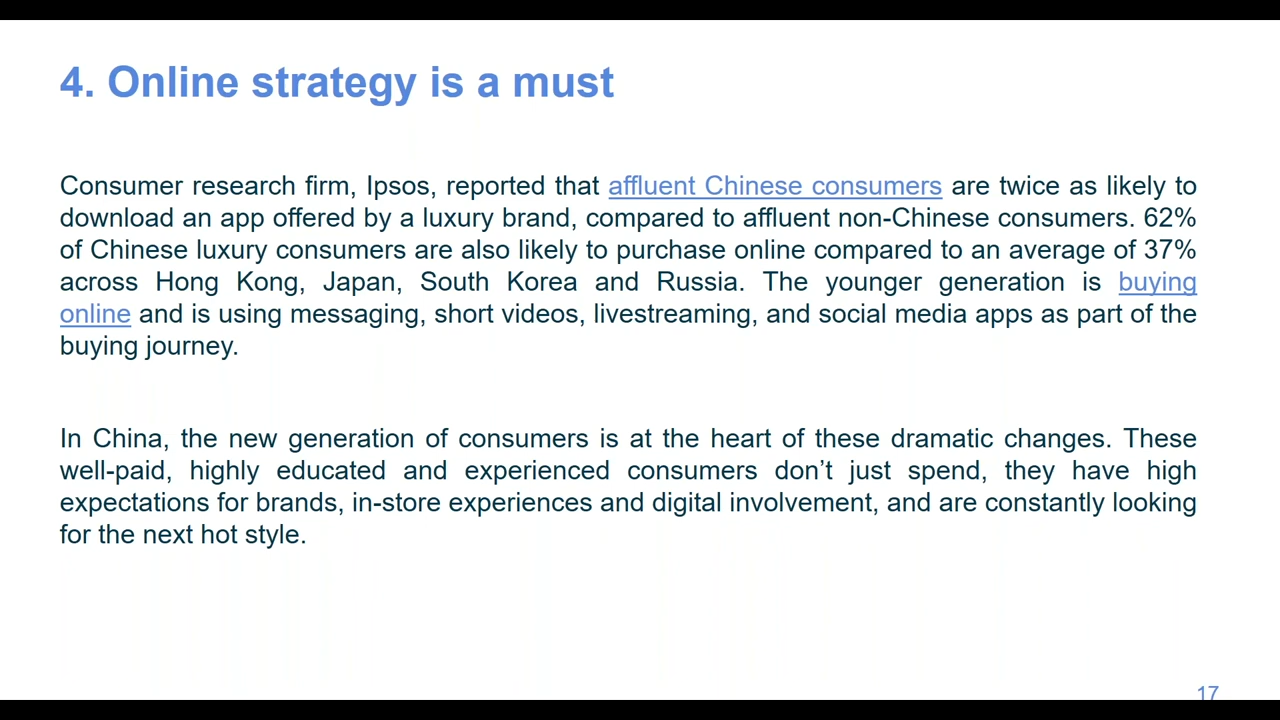 4. Online strategy is a must
Consumer research firm, Ipsos, reported that affluent Chinese consumers are twice as likely to
download an app offered by a luxury brand, compared to affluent non-Chinese consumers. 62%
of Chinese luxury consumers are also likely to purchase online compared to an average of 37%
across Hong Kong, Japan, South Korea and Russia. The younger generation is buying
online and is using messaging, short videos, livestreaming, and social media apps as part of the
buying journey.
In China, the new generation of consumers is at the heart of these dramatic changes. These
well-paid, highly educated and experienced consumers don’t just spend, they have high
expectations for brands, in-store experiences and digital involvement, and are constantly looking
for the next hot style.
17